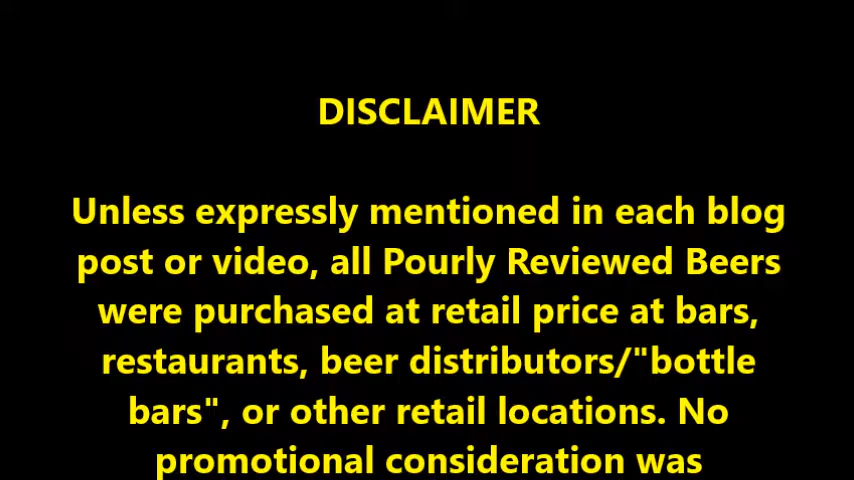 DISCLAIMER
Unless expressly mentioned in each blog
post or video, all Pourly Reviewed Beers
were purchased at retail price at bars,
restaurants, beer distributors/"bottle
bars", or other retail locations. No
promotional consideration was